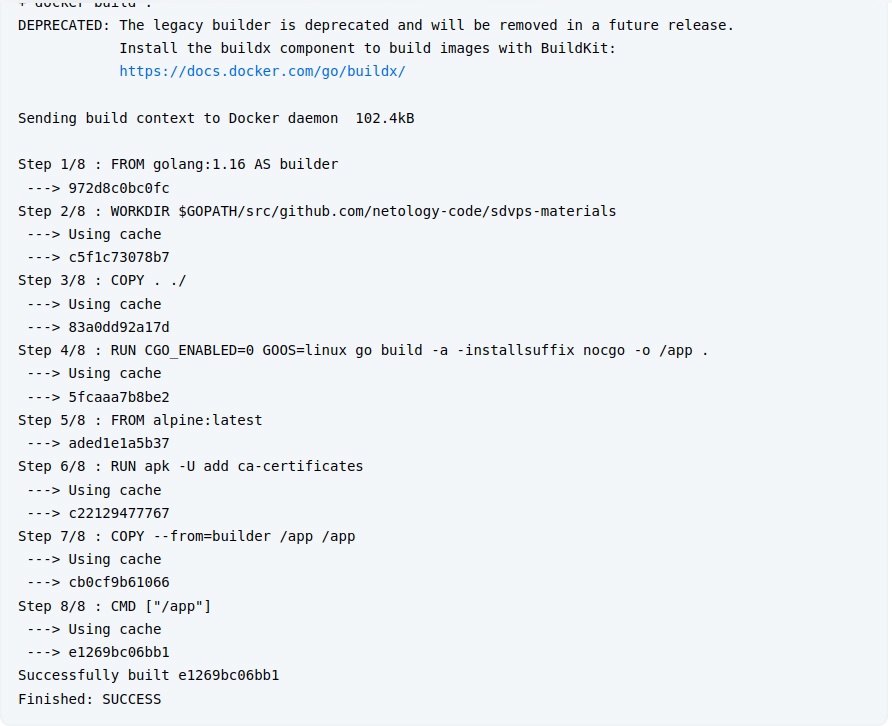 + docker build .
DEPRECATED: The legacy builder is deprecated and will be removed in a future release.
            Install the buildx component to build images with BuildKit:
            https://docs.docker.com/go/buildx/

Sending build context to Docker daemon  102.4kB

Step 1/8 : FROM golang:1.16 AS builder
 ---> 972d8c0bc0fc
Step 2/8 : WORKDIR $GOPATH/src/github.com/netology-code/sdvps-materials
 ---> Using cache
 ---> c5f1c73078b7
Step 3/8 : COPY . ./
 ---> Using cache
 ---> 83a0dd92a17d
Step 4/8 : RUN CGO_ENABLED=0 GOOS=linux go build -a -installsuffix nocgo -o /app .
 ---> Using cache
 ---> 5fcaaa7b8be2
Step 5/8 : FROM alpine:latest
 ---> aded1e1a5b37
Step 6/8 : RUN apk -U add ca-certificates
 ---> Using cache
 ---> c22129477767
Step 7/8 : COPY --from=builder /app /app
 ---> Using cache
 ---> cb0cf9b61066
Step 8/8 : CMD ["/app"]
 ---> Using cache
 ---> e1269bc06bb1
Successfully built e1269bc06bb1
Finished: SUCCESS